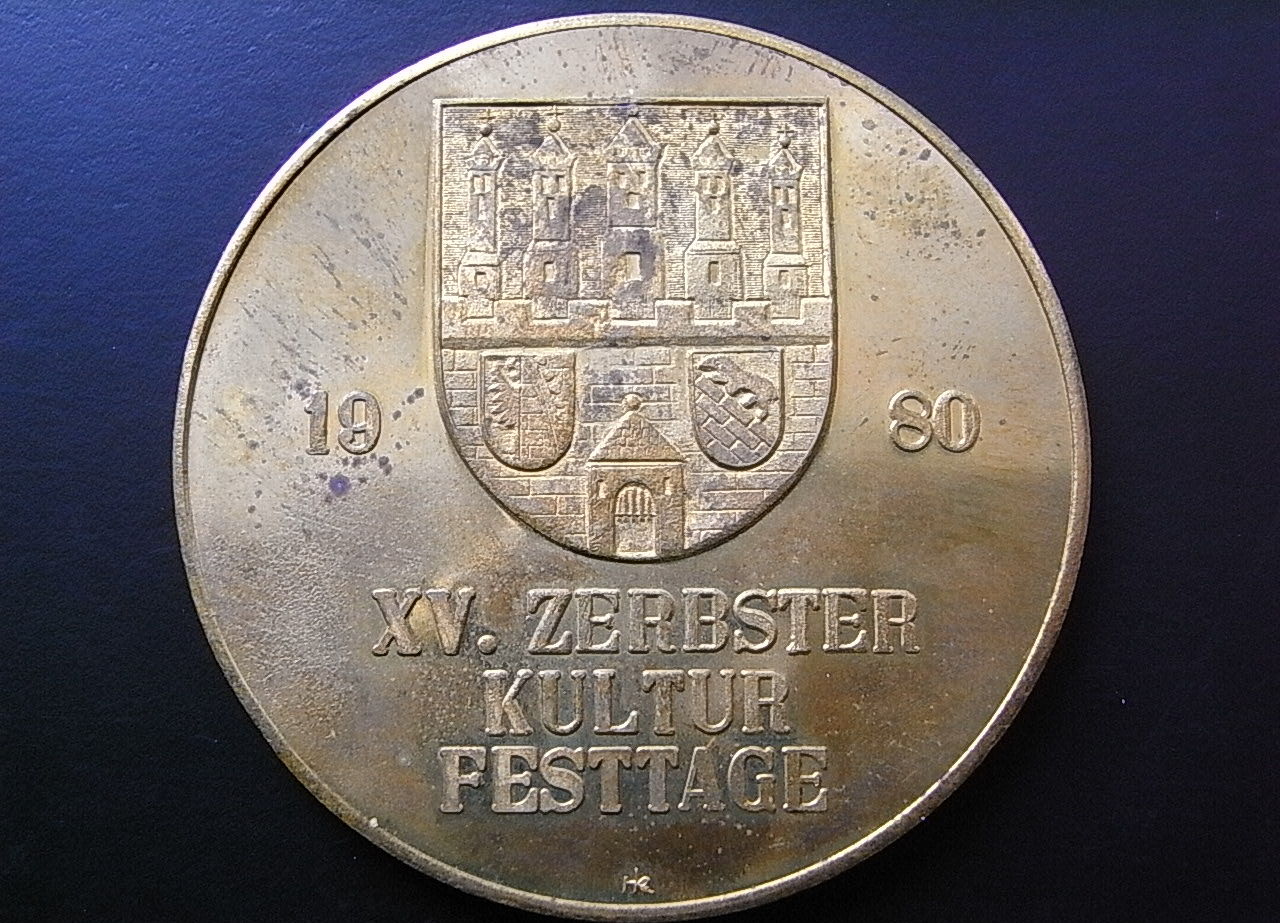 19 80
XV. ZERBSTER
KULTUR
FESTTAGE